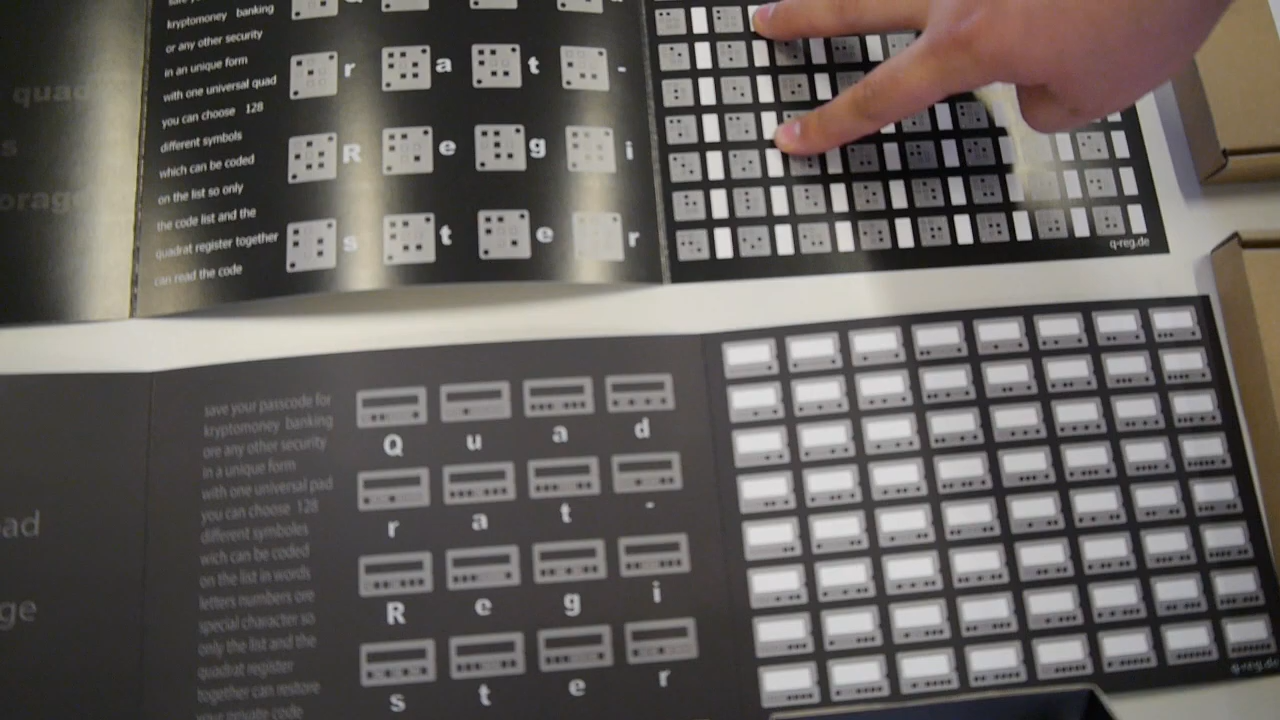 kryptomoney banking
or any other security
in an unique form
with one universal quad
you can choose 128
different symbols
which can be coded
on the list so only
the code list and the
quadrat register together
can read the code
r a t -
R e g i
s t e r
q-reg.de
quad
s
orage
save your passcode for
kryptomoney banking
ore any other security
in a unique form
with one universal pad
you can choose 128
different symboles
wich can be coded
on the list in words
letters numbers ore
special character so
only the list and the
quadrat register
together can restore
your private code
Q u a d
r a t -
R e g i
s t e r
q-reg.de
ad
ge